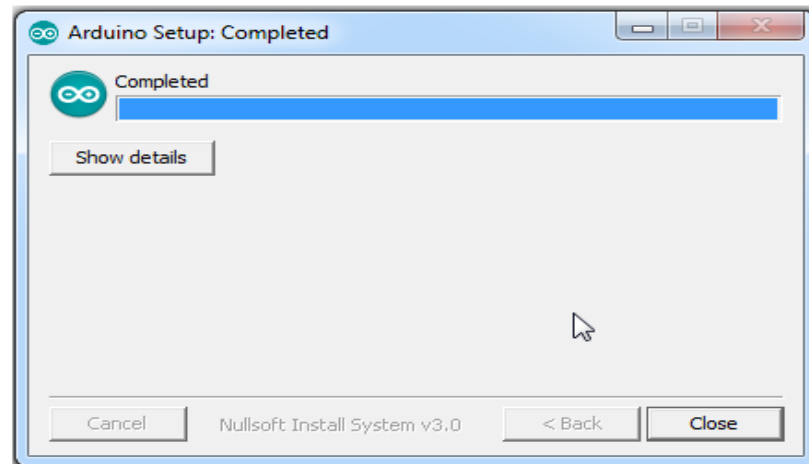 Arduino Setup: Completed
Completed
Show details
Cancel Nullsoft Install System v3.0 < Back Close